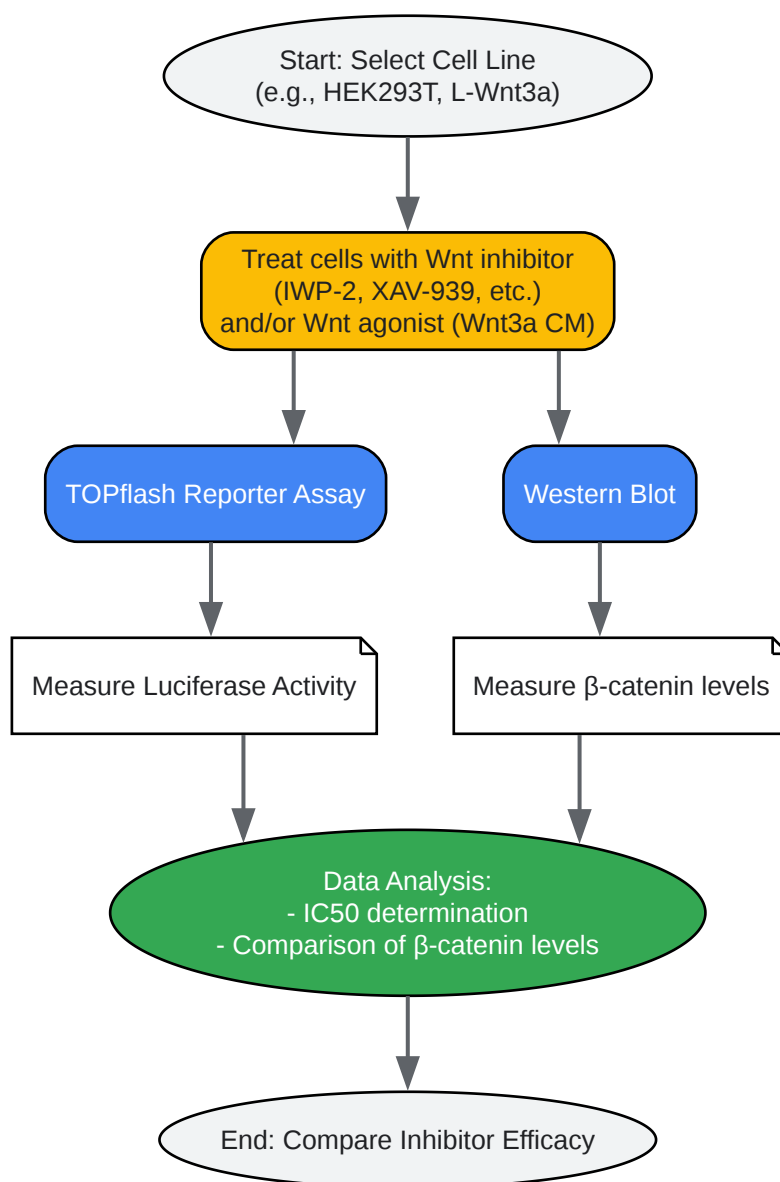 Start: Select Cell Line
(e.g., HEK293T, L-Wnt3a)
Treat cells with Wnt inhibitor
(IWP-2, XAV-939, etc.)
and/or Wnt agonist (Wnt3a CM)
TOPflash Reporter Assay
Western Blot
Measure Luciferase Activity
Measure β-catenin levels
Data Analysis:
- IC50 determination
- Comparison of β-catenin levels
End: Compare Inhibitor Efficacy